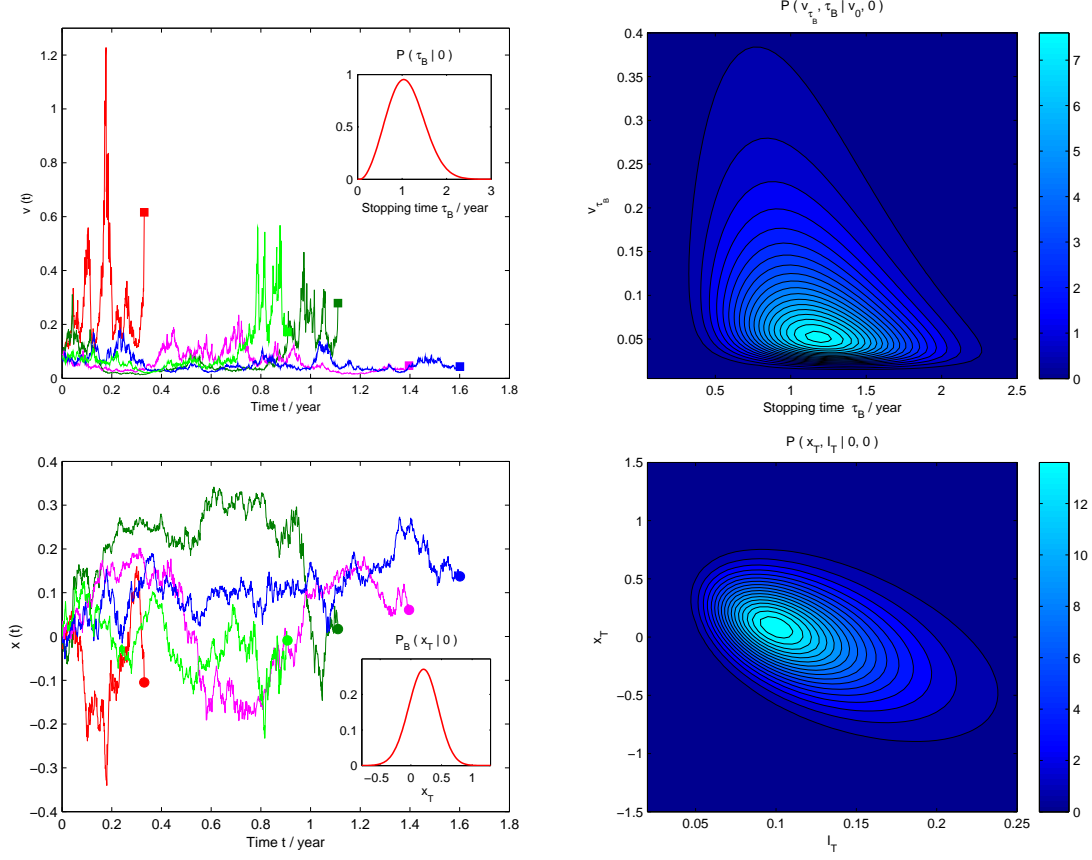 1.2
1
0.8
0.6
0.4
0.2
0
v (t)
0 0.2 0.4 0.6 0.8 1.0 1.2 1.4 1.6 1.8
Time t / year
P ( τ_B | 0 )
1
0.5
0
0 1 2 3
Stopping time τ_B / year
P ( v_τ_B , τ_B | v_0, 0 )
0.4
0.35
0.3
0.25
0.2
0.15
0.1
0.05
v_τ_B
0.5 1 1.5 2 2.5
Stopping time τ_B / year
7
6
5
4
3
2
1
0
0.4
0.3
0.2
0.1
0
−0.1
−0.2
−0.3
−0.4
x (t)
0 0.2 0.4 0.6 0.8 1.0 1.2 1.4 1.6 1.8
Time t / year
P_B ( x_T | 0 )
0.2
0.1
0
−0.5 0 0.5 1
x_T
P ( x_T, I_T | 0, 0 )
1.5
1
0.5
0
−0.5
−1
−1.5
x_T
0.05 0.1 0.15 0.2 0.25
I_T
12
10
8
6
4
2
0